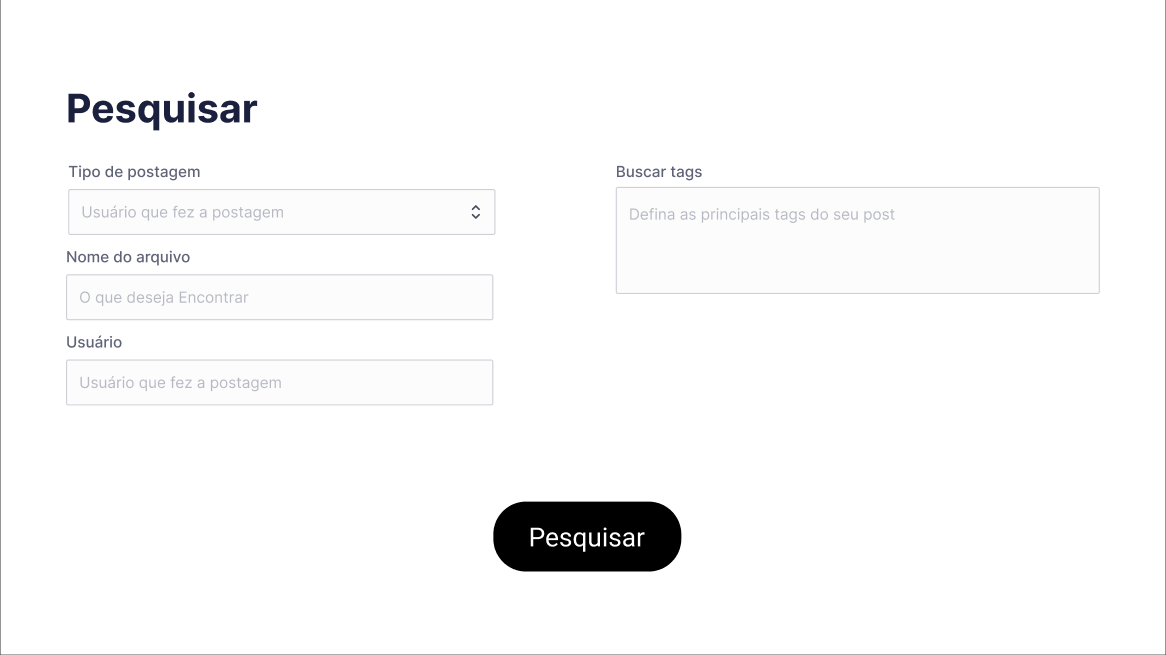 Pesquisar
Tipo de postagem
Usuário que fez a postagem
Nome do arquivo
O que deseja Encontrar
Usuário
Usuário que fez a postagem
Buscar tags
Defina as principais tags do seu post
Pesquisar